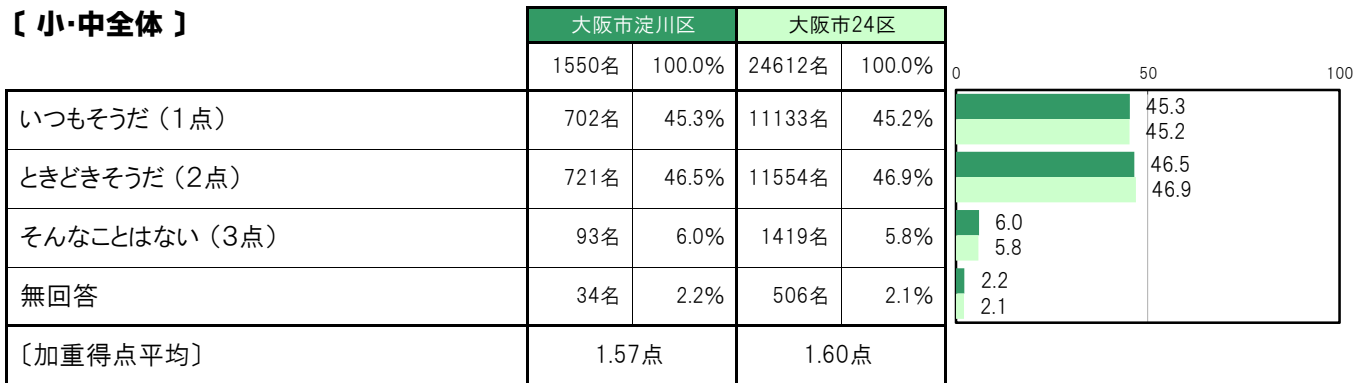 〔 小・中全体 〕
大阪市淀川区 大阪市24区
1550名 100.0% 24612名 100.0%
0 50 100
いつもそうだ（1点） 702名 45.3% 11133名 45.2% 45.3
45.2
ときどきそうだ（2点） 721名 46.5% 11554名 46.9% 46.5
46.9
そんなことはない（3点） 93名 6.0% 1419名 5.8% 6.0
5.8
無回答 34名 2.2% 506名 2.1% 2.2
2.1
〔加重得点平均〕 1.57点 1.60点